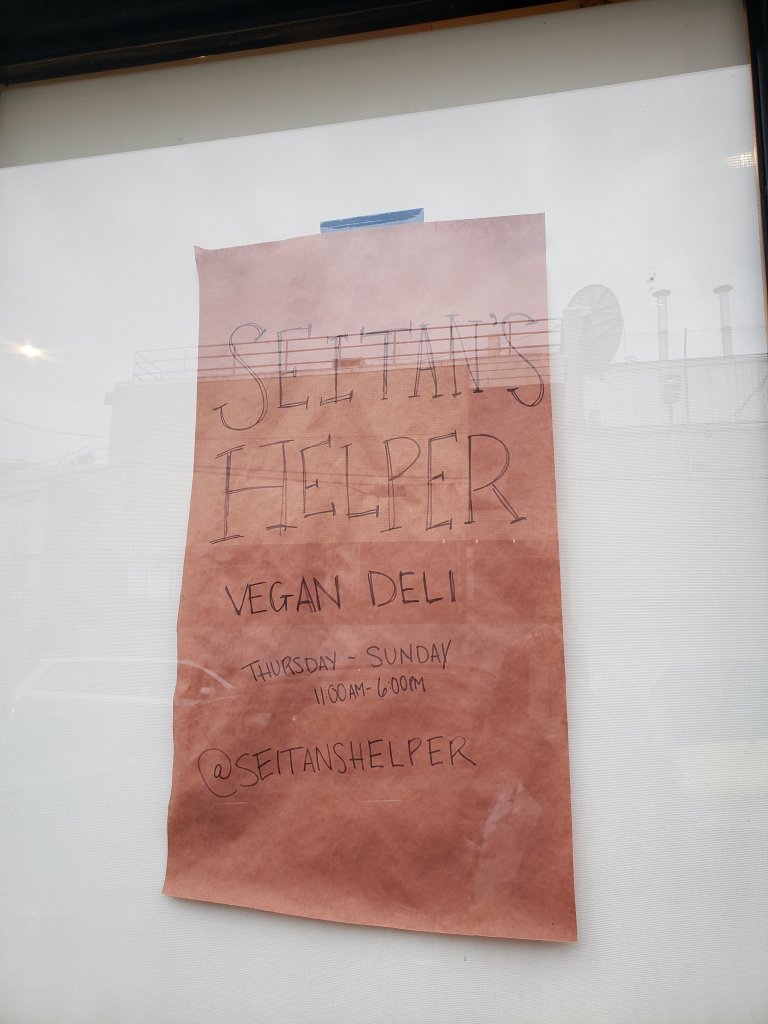 SEITAN'S
HELPER
VEGAN DELI
THURSDAY - SUNDAY
11:00AM - 6:00PM
@SEITANSHELPER